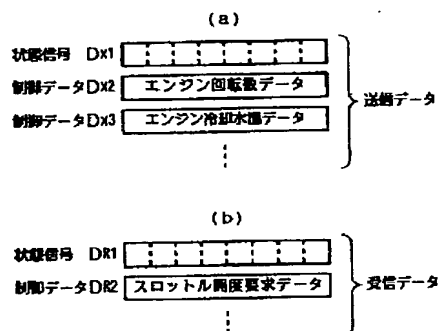 (a)
状態信号 DX1
制御データDX2 エンジン回転数データ
制御データDX3 エンジン冷却水温データ
送信データ
(b)
状態信号 DR1
制御データDR2 スロットル開度要求データ
受信データ